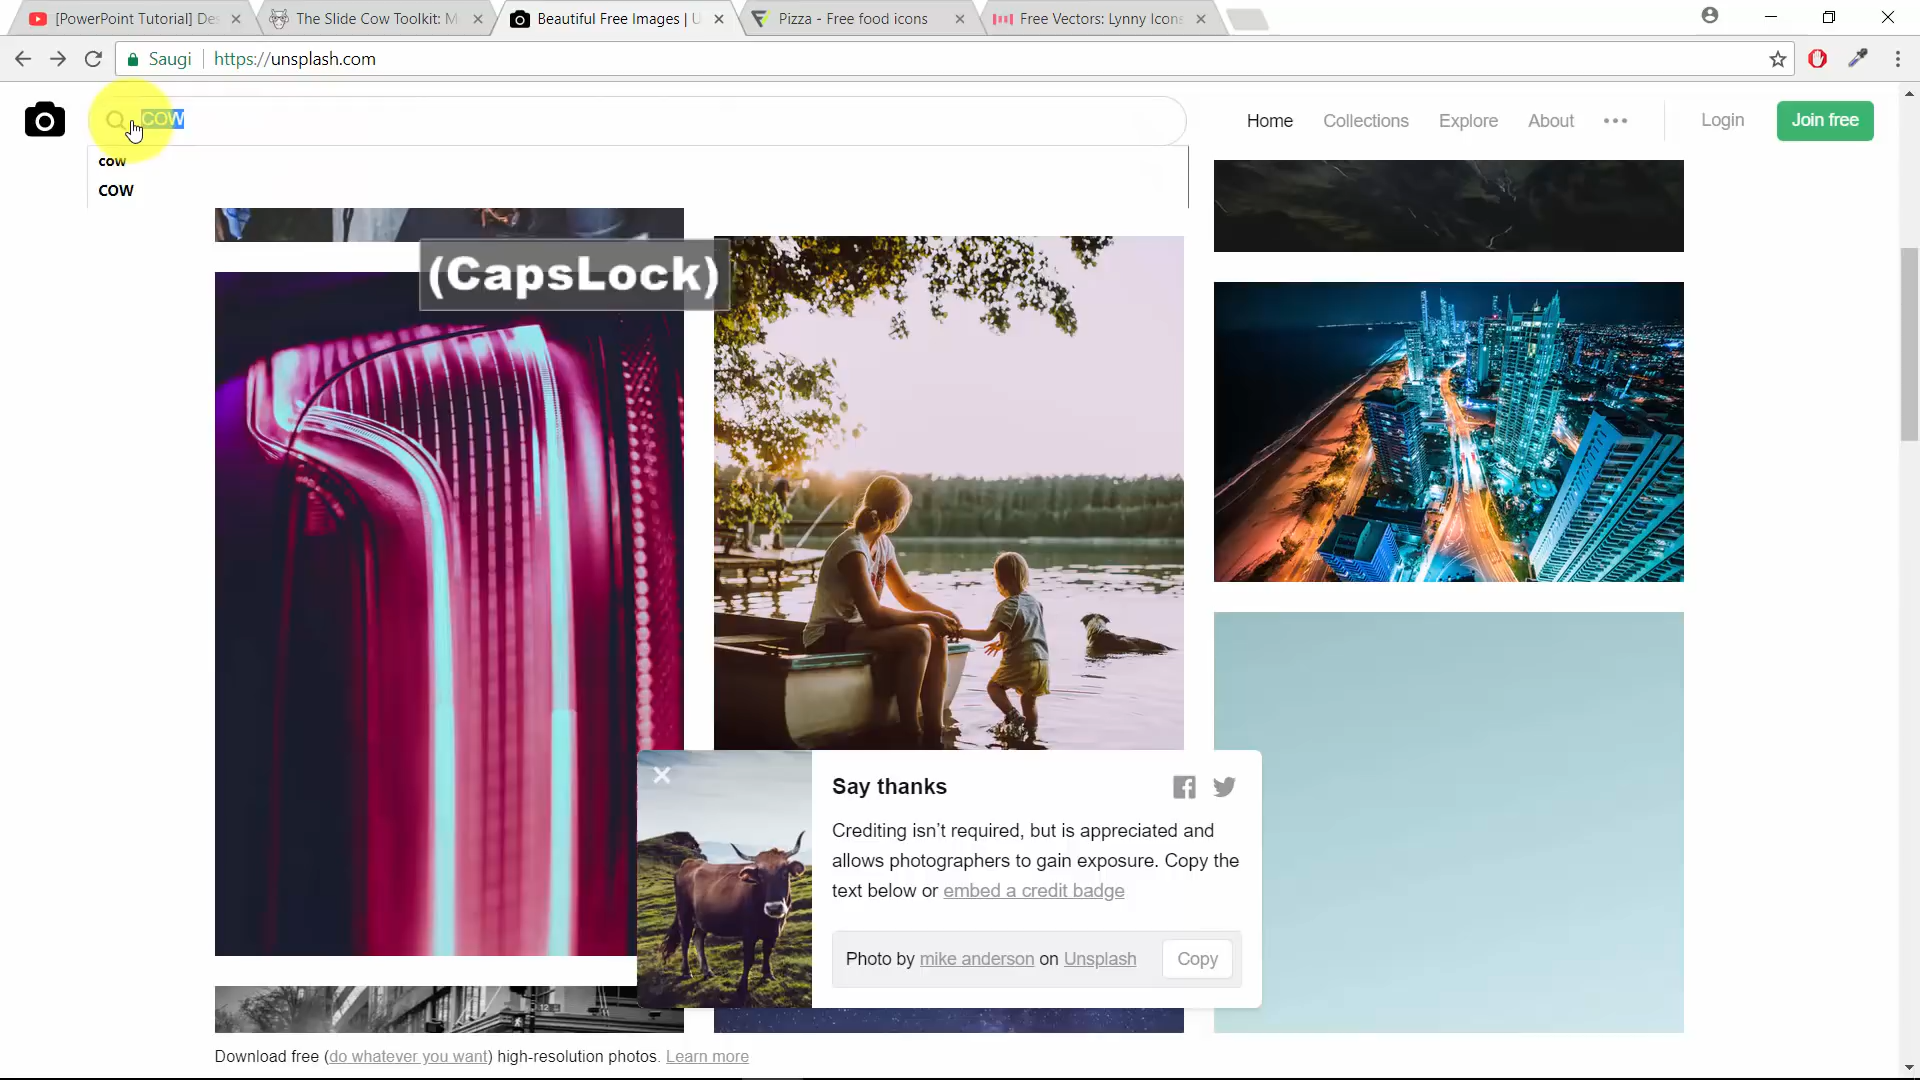 [PowerPoint Tutorial] Des
The Slide Cow Toolkit: M
Beautiful Free Images | U
Pizza - Free food icons
Free Vectors: Lynny Icons
Saugi
https://unsplash.com
COW
Home
Collections
Explore
About
Login
Join free
cow
COW
(CapsLock)
Say thanks
Crediting isn't required, but is appreciated and
allows photographers to gain exposure. Copy the
text below or embed a credit badge
Photo by mike anderson on Unsplash
Copy
Download free (do whatever you want) high-resolution photos. Learn more